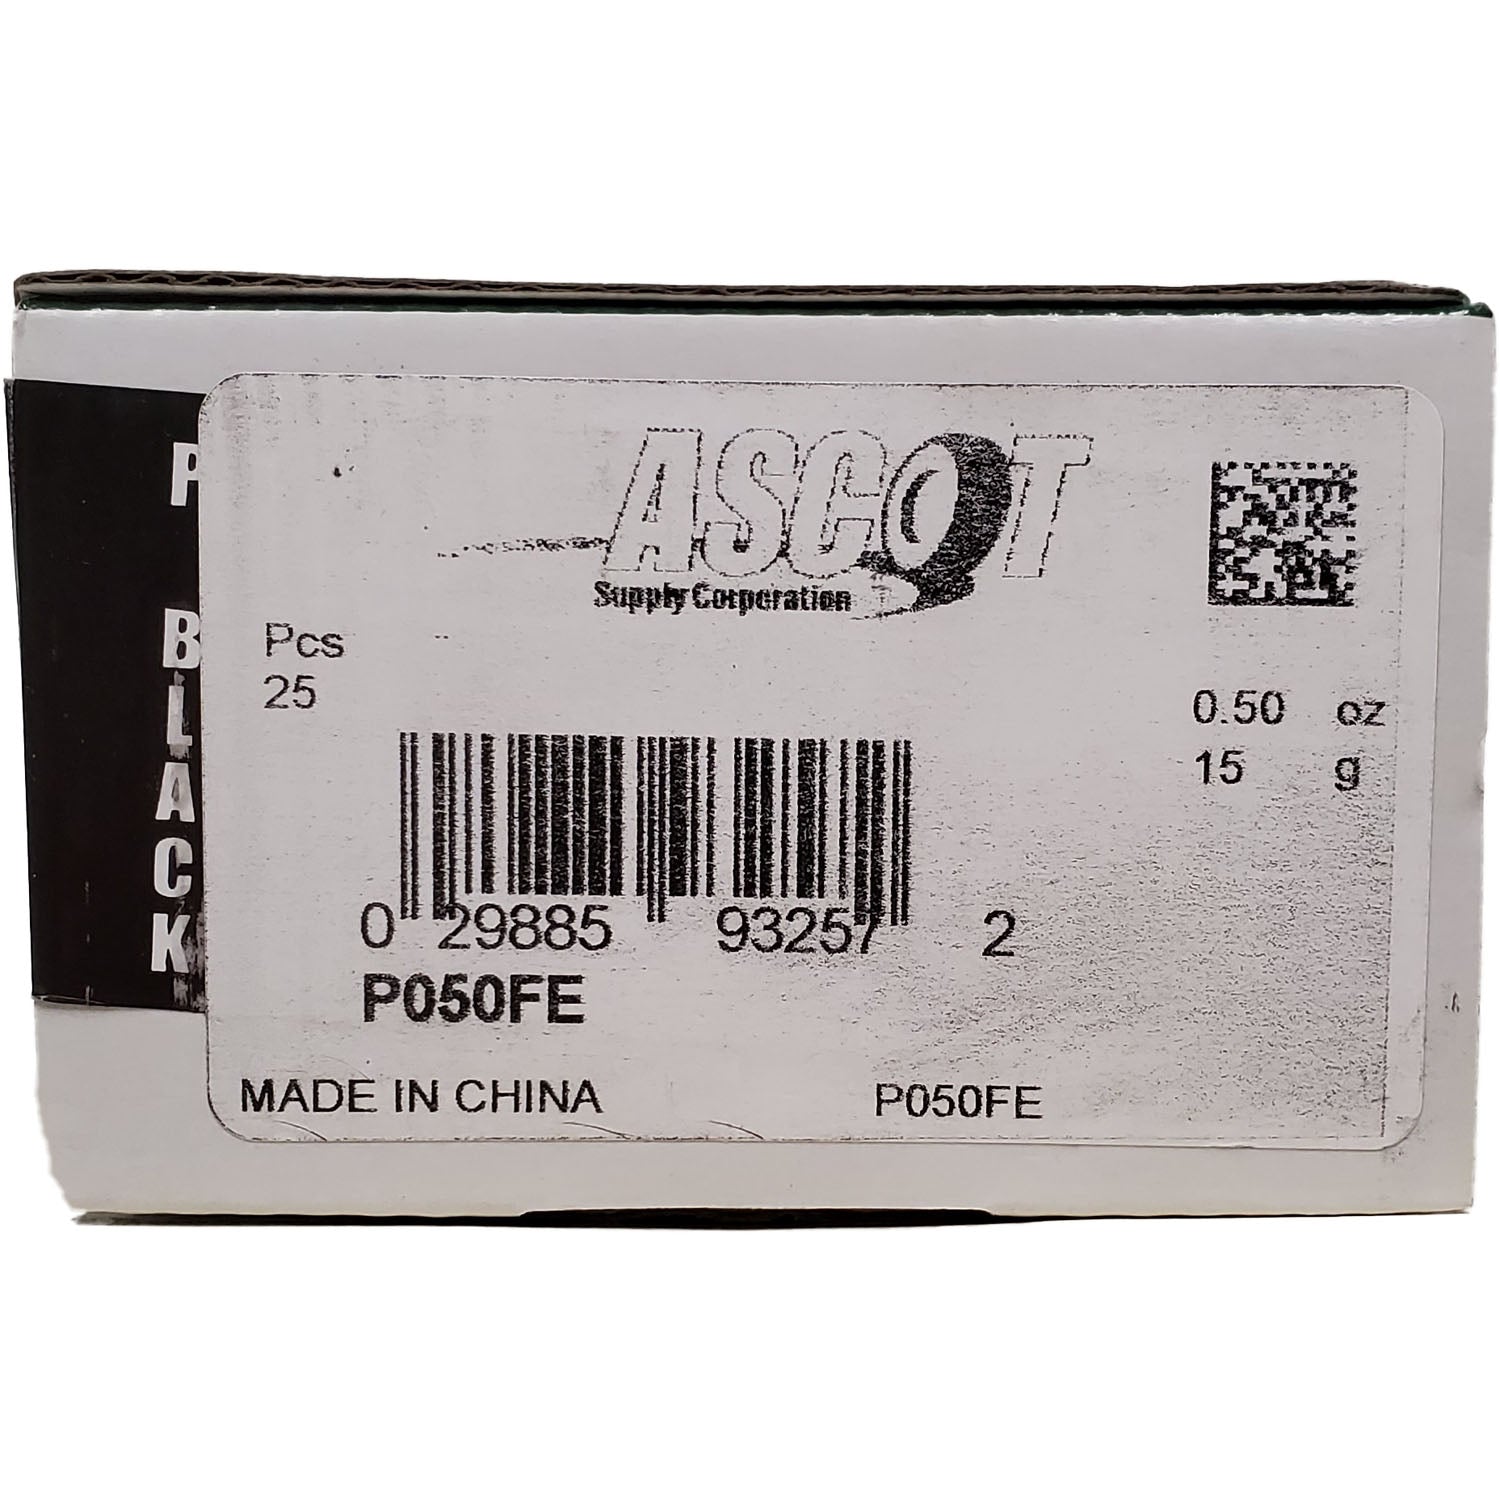 ASCOT
Supply Corporation
Pcs
25
0.50 oz
15 g
0 29885 93257 2
P050FE
MADE IN CHINA
P050FE
P
BLACK